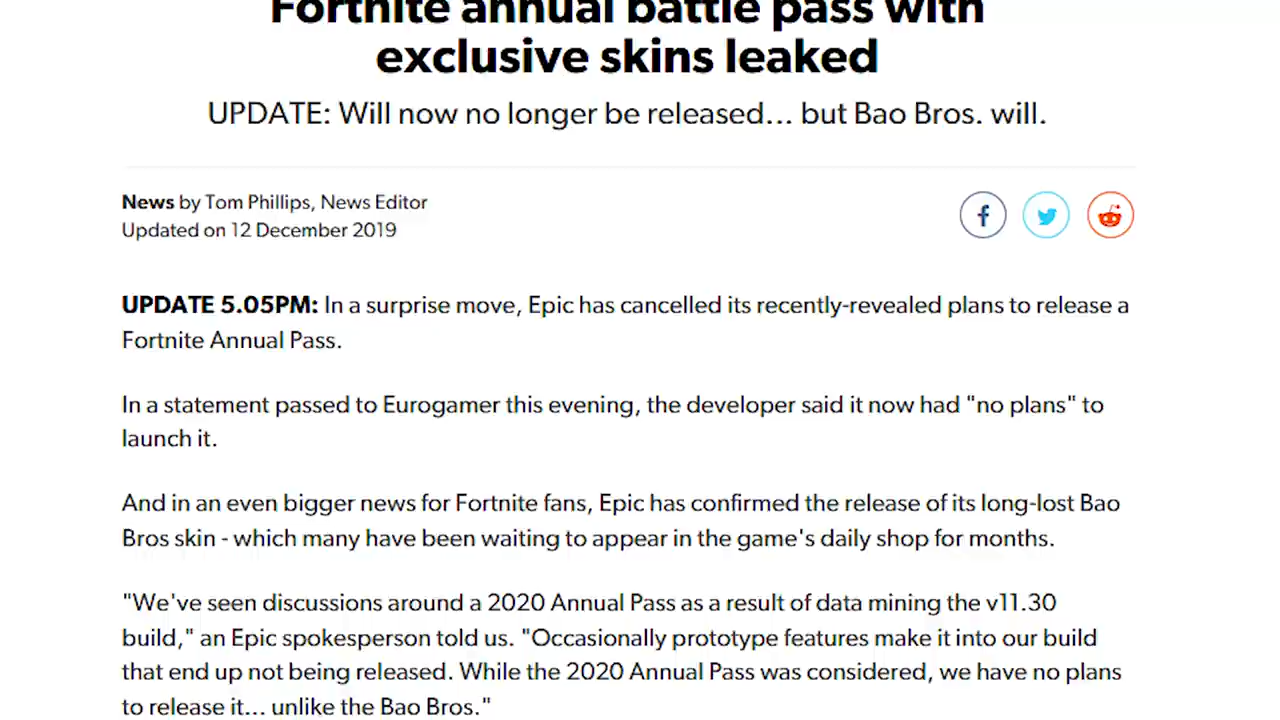 Fortnite annual battle pass with
exclusive skins leaked
UPDATE: Will now no longer be released... but Bao Bros. will.
News by Tom Phillips, News Editor
Updated on 12 December 2019
UPDATE 5.05PM: In a surprise move, Epic has cancelled its recently-revealed plans to release a
Fortnite Annual Pass.
In a statement passed to Eurogamer this evening, the developer said it now had "no plans" to
launch it.
And in an even bigger news for Fortnite fans, Epic has confirmed the release of its long-lost Bao
Bros skin - which many have been waiting to appear in the game's daily shop for months.
"We've seen discussions around a 2020 Annual Pass as a result of data mining the v11.30
build," an Epic spokesperson told us. "Occasionally prototype features make it into our build
that end up not being released. While the 2020 Annual Pass was considered, we have no plans
to release it... unlike the Bao Bros."